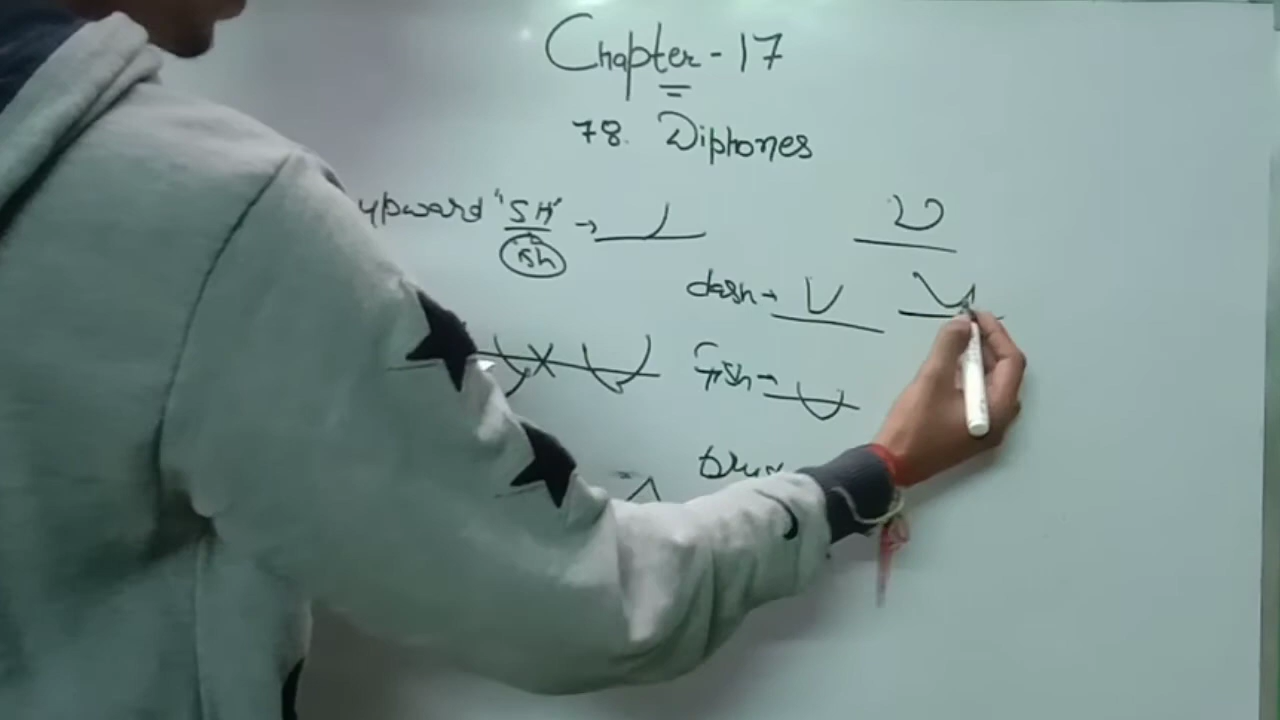 Chapter - 17
78. Diphones
upward "SH" →
sh
dash →
Fish →